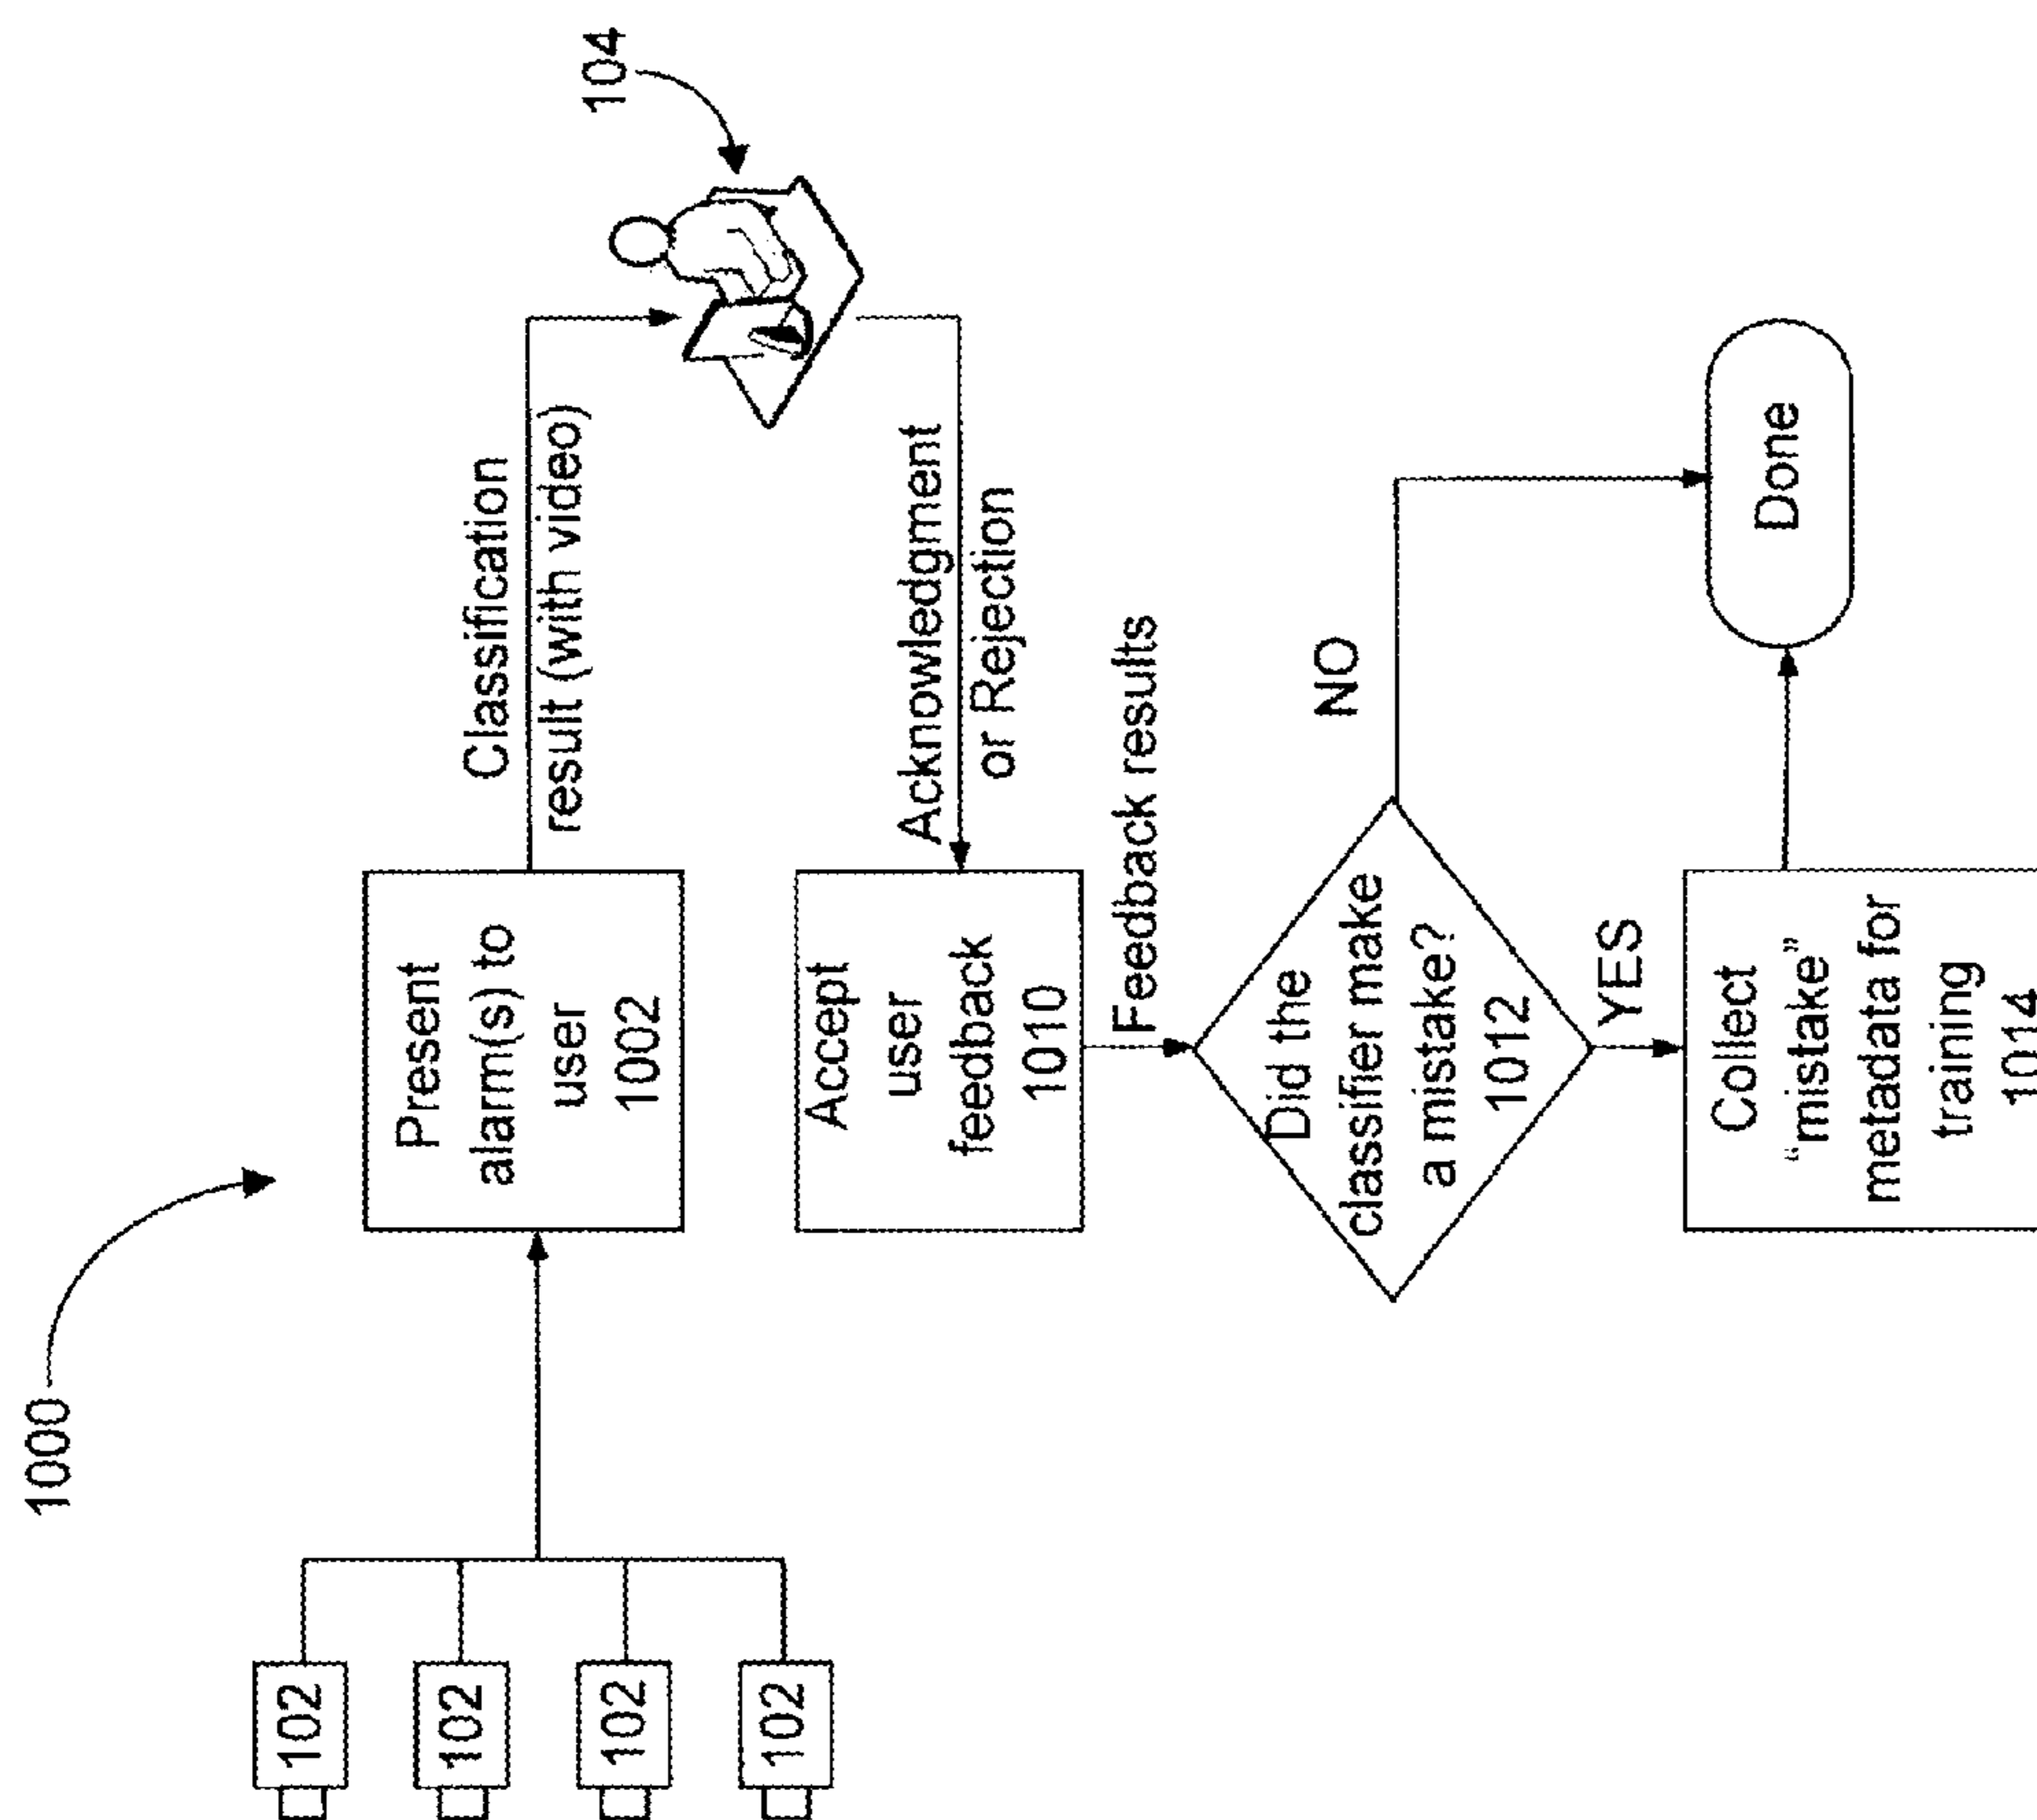 1000
102
102
102
102
Present
alarm(s) to
user
1002
Classification
result (with video)
104
Acknowledgment
or Rejection
Accept
user
feedback
1010
Feedback results
Did the
classifier make
a mistake?
1012
NO
YES
Collect
“mistake”
metadata for
training
1014
Done